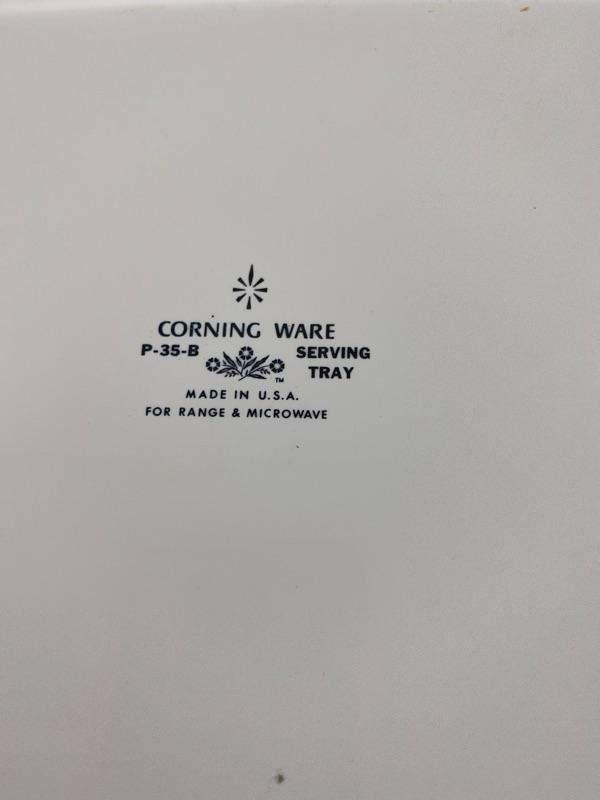 CORNING WARE
P-35-B SERVING
TRAY
TM
MADE IN U.S.A.
FOR RANGE & MICROWAVE